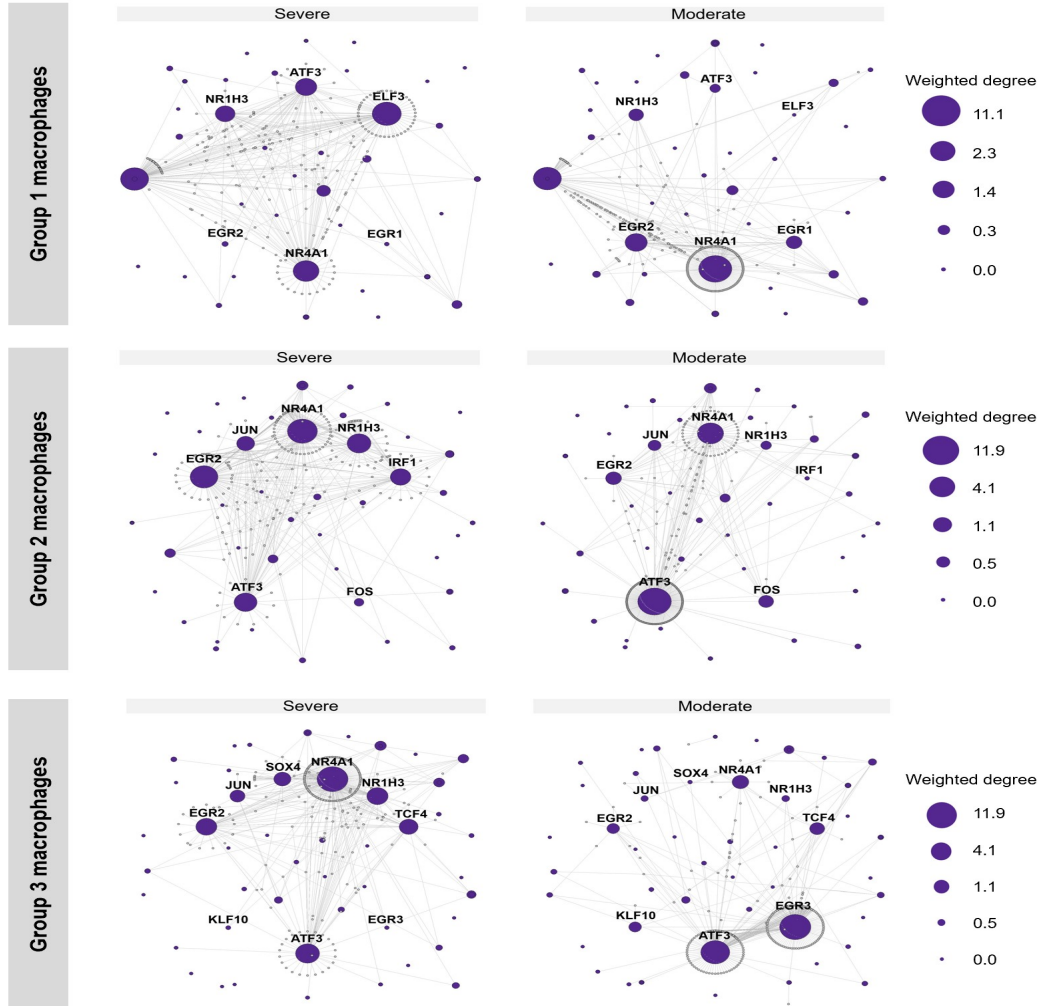 Group 1 macrophages
Severe
ATF3
NR1H3
ELF3
EGR2
EGR1
NR4A1
Moderate
ATF3
NR1H3
ELF3
EGR2
NR4A1
EGR1
Weighted degree
11.1
2.3
1.4
0.3
0.0
Group 2 macrophages
Severe
NR4A1
JUN
NR1H3
EGR2
IRF1
ATF3
FOS
Moderate
NR4A1
JUN
NR1H3
EGR2
IRF1
ATF3
FOS
Weighted degree
11.9
4.1
1.1
0.5
0.0
Group 3 macrophages
Severe
NR4A1
SOX4
JUN
NR1H3
EGR2
TCF4
KLF10
EGR3
ATF3
Moderate
SOX4
NR4A1
JUN
NR1H3
EGR2
TCF4
KLF10
EGR3
ATF3
Weighted degree
11.9
4.1
1.1
0.5
0.0